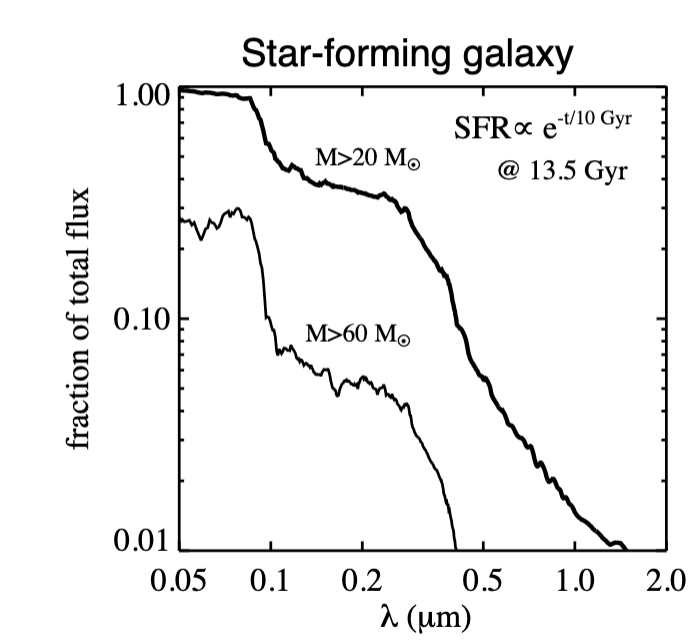 Star-forming galaxy
1.00
SFR∝ e^-t/10 Gyr
M>20 M☉
@ 13.5 Gyr
fraction of total flux
0.10
M>60 M☉
0.01
0.05 0.1 0.2 0.5 1.0 2.0
λ (μm)